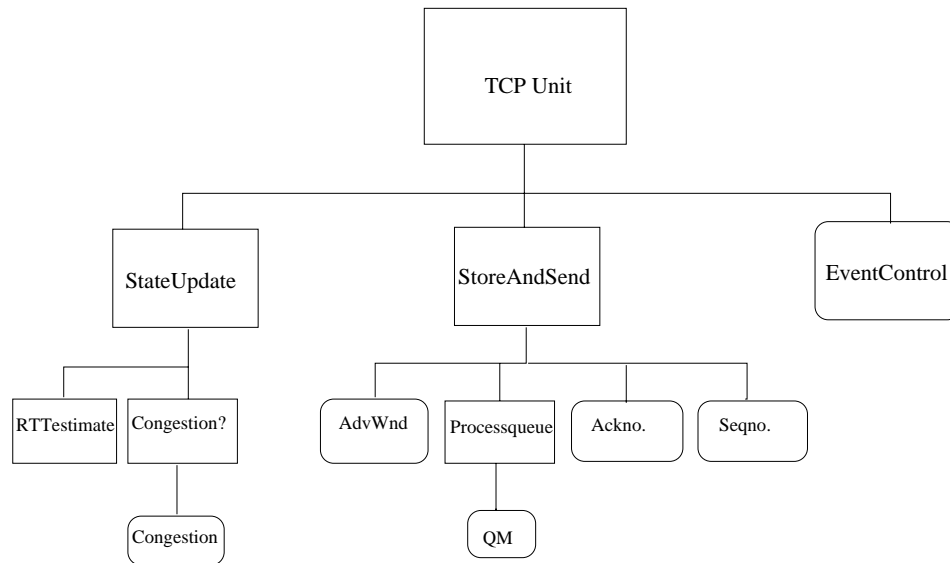 TCP Unit
StateUpdate
StoreAndSend
EventControl
RTTestimate
Congestion?
AdvWnd
Processqueue
Ackno.
Seqno.
Congestion
QM